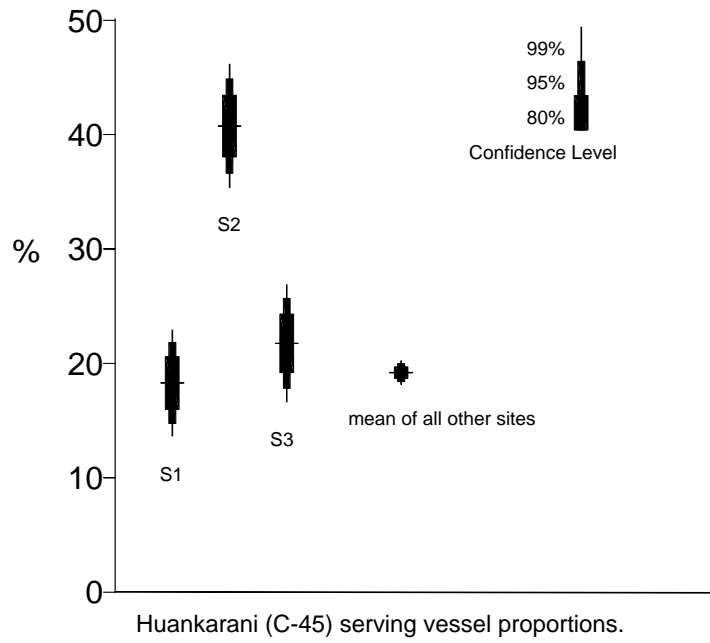 50
99%
95%
80%
Confidence Level
40
S2
%
30
20
mean of all other sites
S3
S1
10
0
Huankarani (C-45) serving vessel proportions.